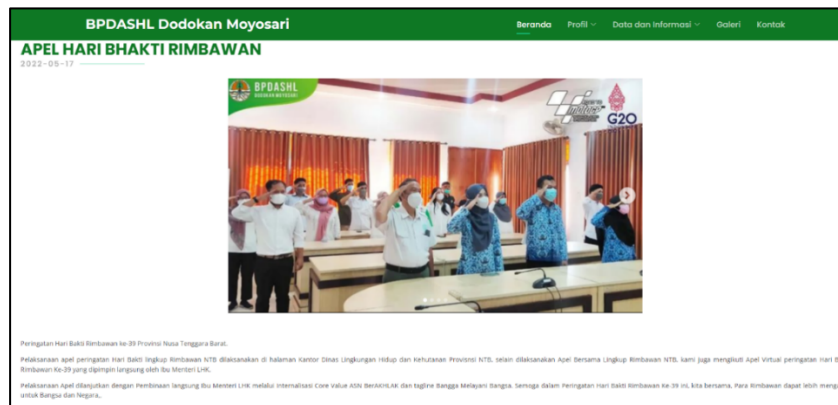 BPDASHL Dodokan Moyosari
Beranda Profil Data dan Informasi Galeri Kontak
APEL HARI BHAKTI RIMBAWAN
2022-05-17
BPDASHL
DODOKAN MOYOSARI
G20
Peringatan Hari Bakti Rimbawan ke-39 Provinsi Nusa Tenggara Barat.
Pelaksanaan apel peringatan Hari Bakti lingkup Rimbawan NTB dilaksanakan di halaman Kantor Dinas Lingkungan Hidup dan Kehutanan Provisnsi NTB, selain dilaksanakan Apel Bersama Lingkup Rimbawan NTB, kami juga mengikuti Apel Virtual peringatan Hari
Rimbawan Ke-39 yang dipimpin langsung oleh Ibu Menteri LHK.
Pelaksanaan Apel dilanjutkan dengan Pembinaan langsung Ibu Menteri LHK melalui Internalisasi Core Value ASN BerAKHLAK dan tagline Bangga Melayani Bangsa. Semoga dalam Peringatan Hari Bakti Rimbawan Ke 39 ini, kita bersama, Para Rimbawan dapat lebih
untuk Bangsa dan Negara,.